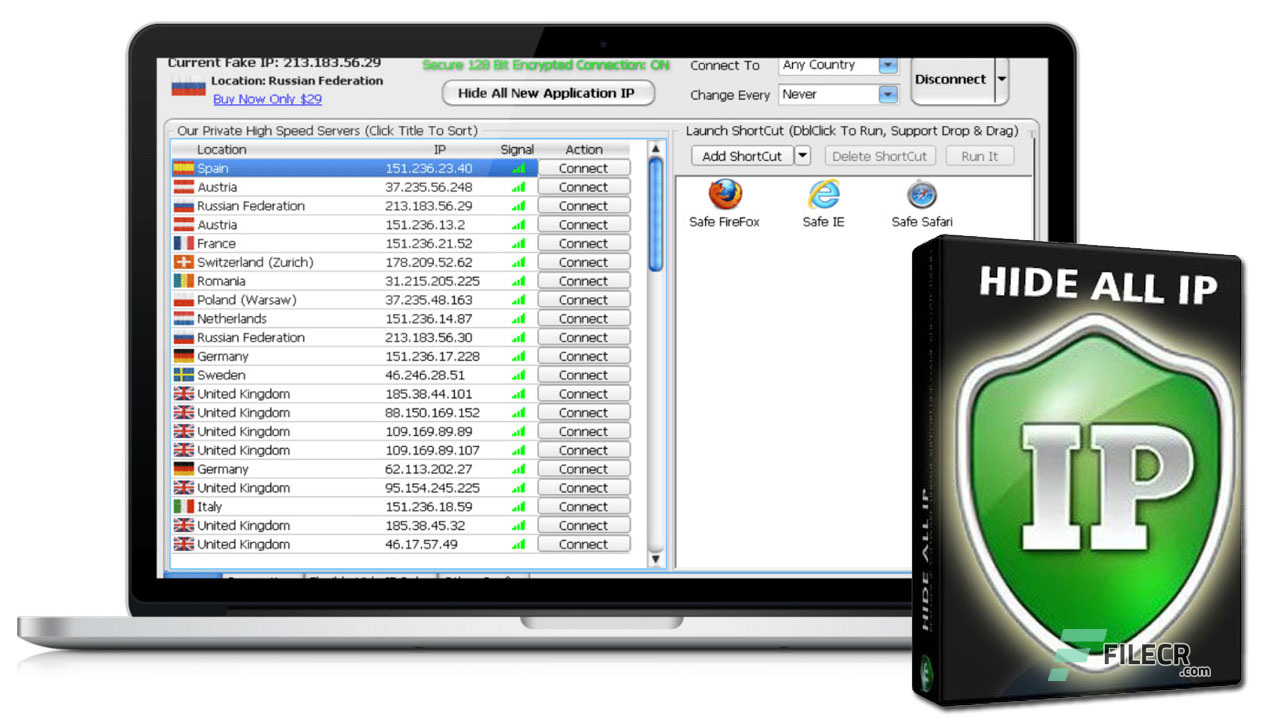 Current Fake IP: 213.183.56.29
Location: Russian Federation
Buy Now Only $29
Secure 128 Bit Encrypted Connection: ON
Hide All New Application IP
Connect To Any Country
Change Every Never
Disconnect
Our Private High Speed Servers (Click Title To Sort)
Location IP Signal Action
Spain 151.236.23.40 Connect
Austria 37.235.56.248 Connect
Russian Federation 213.183.56.29 Connect
Austria 151.236.13.2 Connect
France 151.236.21.52 Connect
Switzerland (Zurich) 178.209.52.62 Connect
Romania 31.215.205.225 Connect
Poland (Warsaw) 37.235.48.163 Connect
Netherlands 151.236.14.87 Connect
Russian Federation 213.183.56.30 Connect
Germany 151.236.17.228 Connect
Sweden 46.246.28.51 Connect
United Kingdom 185.38.44.101 Connect
United Kingdom 88.150.169.152 Connect
United Kingdom 109.169.89.89 Connect
United Kingdom 109.169.89.107 Connect
Germany 62.113.202.27 Connect
United Kingdom 95.154.245.225 Connect
Italy 151.236.18.59 Connect
United Kingdom 185.38.45.32 Connect
United Kingdom 46.17.57.49 Connect
Launch ShortCut (DblClick To Run, Support Drop & Drag)
Add ShortCut Delete ShortCut Run It
Safe FireFox Safe IE Safe Safari
HIDE ALL IP
IP
HIDE ALL IP
IP
FILECR
.com